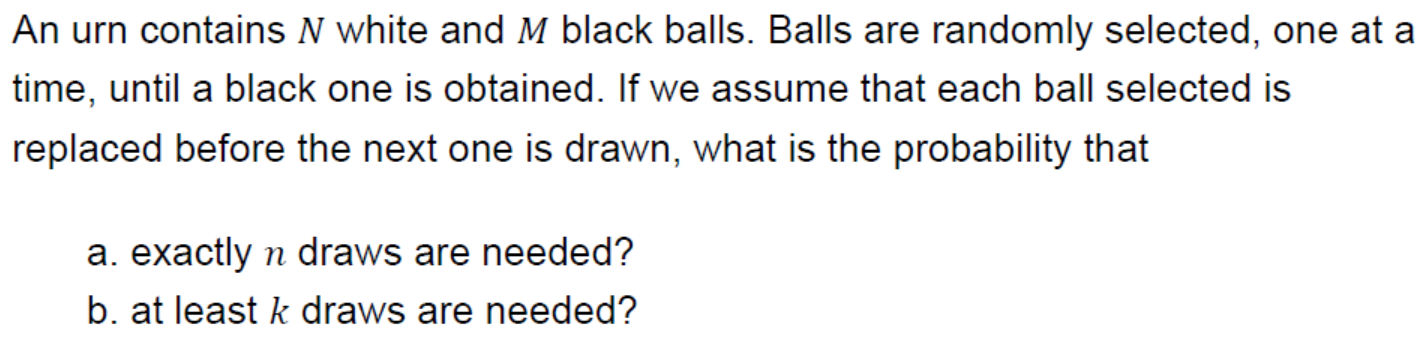 An urn contains N white and M black balls. Balls are randomly selected, one at a
time, until a black one is obtained. If we assume that each ball selected is
replaced before the next one is drawn, what is the probability that
a. exactly n draws are needed?
b. at least k draws are needed?